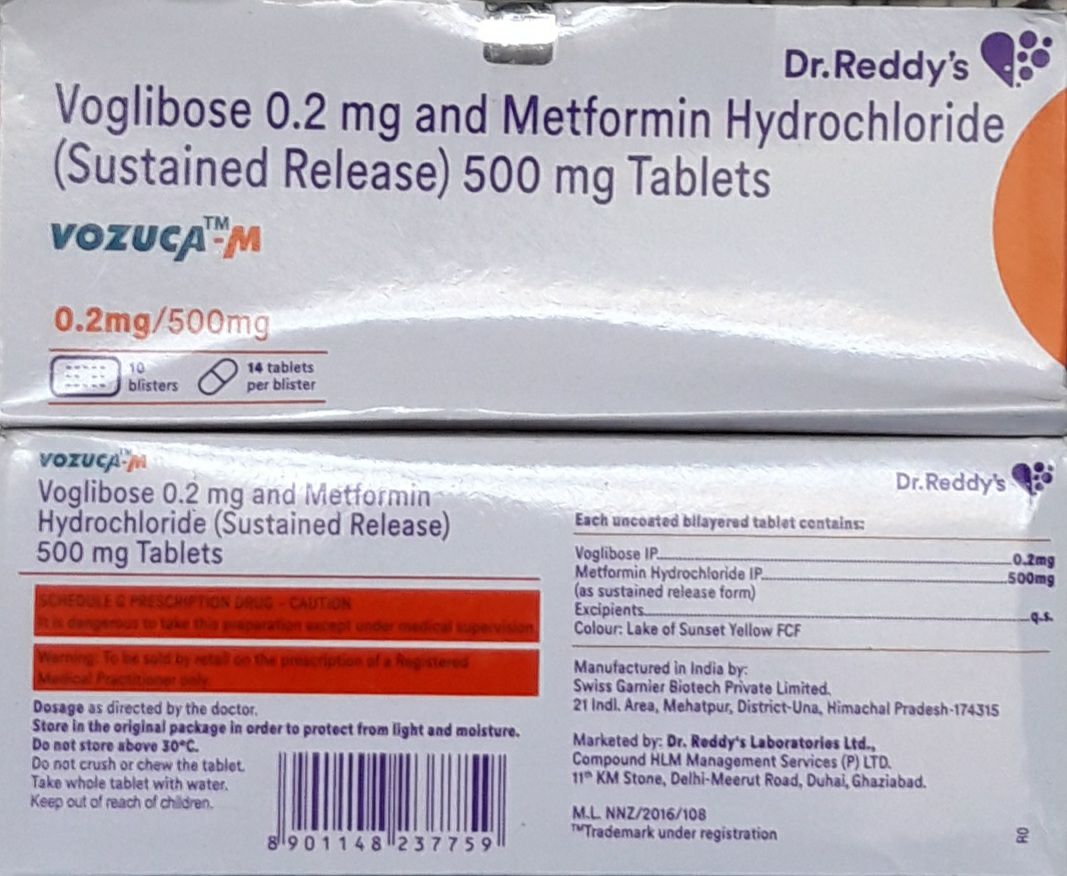 Dr.Reddy's
Voglibose 0.2 mg and Metformin Hydrochloride
(Sustained Release) 500 mg Tablets
VOZUCA™-M
0.2mg/500mg
10
blisters
14 tablets
per blister
VOZUCA™-M
Voglibose 0.2 mg and Metformin
Hydrochloride (Sustained Release)
500 mg Tablets
SCHEDULE G PRESCRIPTION DRUG - CAUTION
It is dangerous to take this preparation except under medical supervision
Warning: To be sold by retail on the prescription of a Registered
Medical Practitioner only.
Dosage as directed by the doctor.
Store in the original package in order to protect from light and moisture.
Do not store above 30°C.
Do not crush or chew the tablet.
Take whole tablet with water.
Keep out of reach of children.
8 901148 237759
Dr.Reddy's
Each uncoated bilayered tablet contains:
Voglibose IP 0.2mg
Metformin Hydrochloride IP 500mg
(as sustained release form)
Excipients q.s.
Colour: Lake of Sunset Yellow FCF
Manufactured in India by:
Swiss Garnier Biotech Private Limited.
21 Indl. Area, Mehatpur, District-Una, Himachal Pradesh-174315
Marketed by: Dr. Reddy's Laboratories Ltd.,
Compound HLM Management Services (P) LTD.
11th KM Stone, Delhi-Meerut Road, Duhai, Ghaziabad.
M.L. NNZ/2016/108
™Trademark under registration
R0